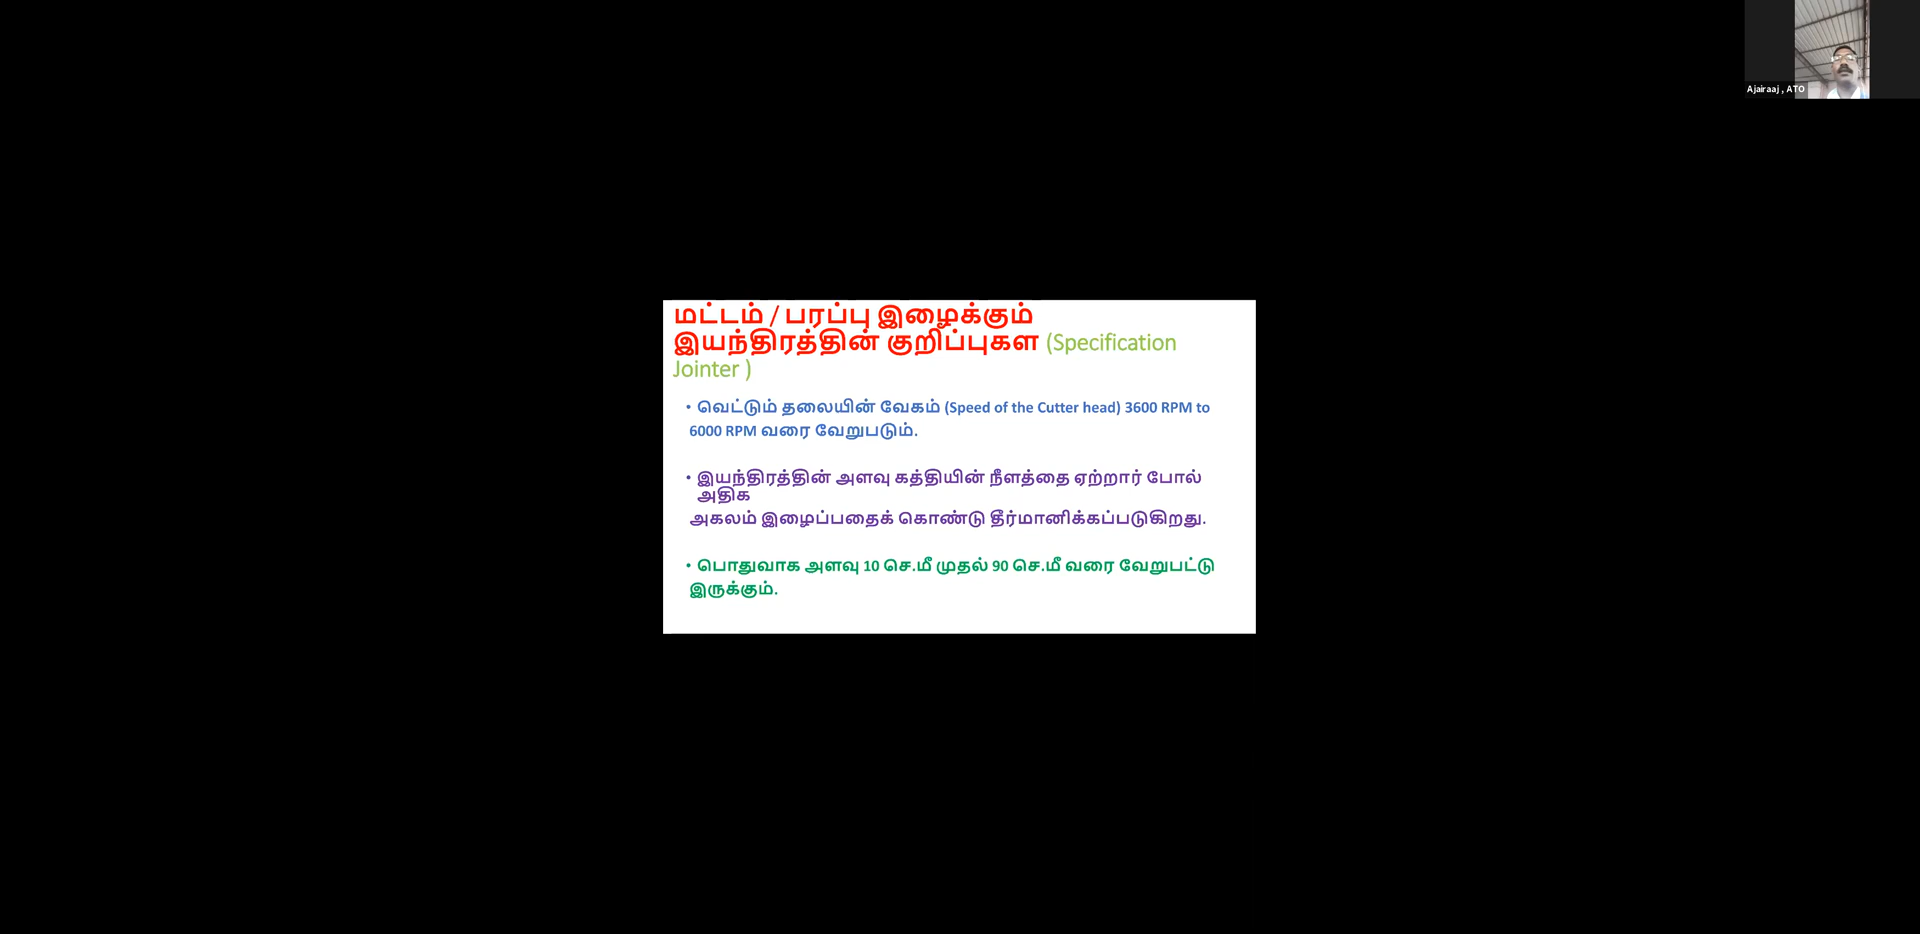 Ajairaaj , ATO
மட்டம் / பரப்பு இழைக்கும்
இயந்திரத்தின் குறிப்புகள (Specification
Jointer )
• வெட்டும் தலையின் வேகம் (Speed of the Cutter head) 3600 RPM to
6000 RPM வரை வேறுபடும்.
• இயந்திரத்தின் அளவு கத்தியின் நீளத்தை ஏற்றார் போல்
அதிக
அகலம் இழைப்பதைக் கொண்டு தீர்மானிக்கப்படுகிறது.
• பொதுவாக அளவு 10 செ.மீ முதல் 90 செ.மீ வரை வேறுபட்டு
இருக்கும்.